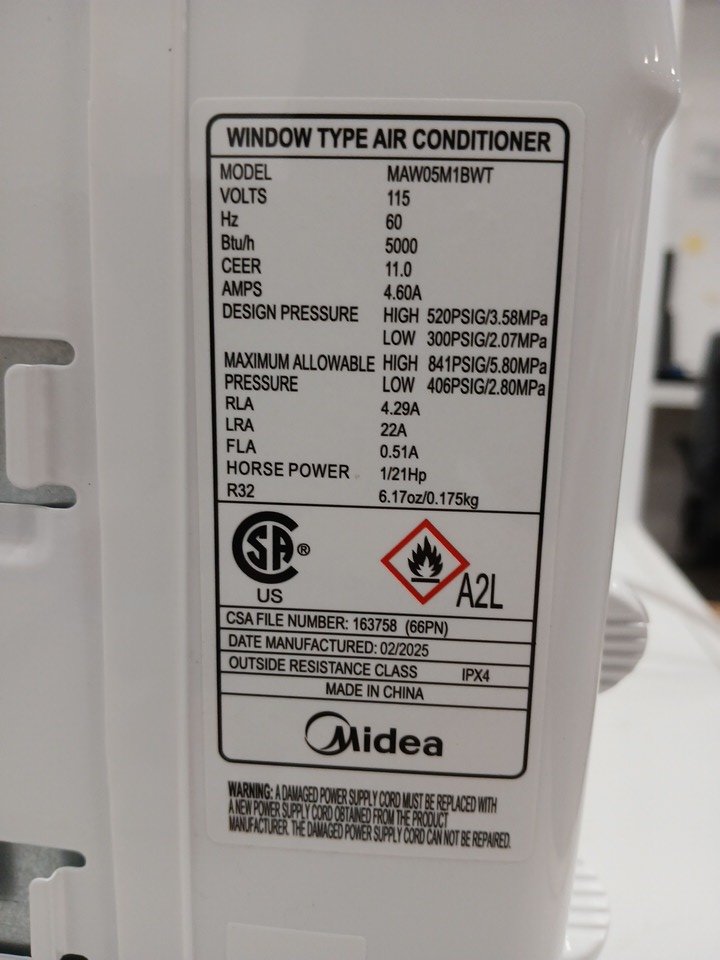 WINDOW TYPE AIR CONDITIONER
MODEL MAW05M1BWT
VOLTS 115
Hz 60
Btu/h 5000
CEER 11.0
AMPS 4.60A
DESIGN PRESSURE HIGH 520PSIG/3.58MPa
LOW 300PSIG/2.07MPa
MAXIMUM ALLOWABLE HIGH 841PSIG/5.80MPa
PRESSURE LOW 406PSIG/2.80MPa
RLA 4.29A
LRA 22A
FLA 0.51A
HORSE POWER 1/21Hp
R32 6.17oz/0.175kg
SA ®
US
A2L
CSA FILE NUMBER: 163758 (66PN)
DATE MANUFACTURED: 02/2025
OUTSIDE RESISTANCE CLASS IPX4
MADE IN CHINA
Midea
WARNING: A DAMAGED POWER SUPPLY CORD MUST BE REPLACED WITH
A NEW POWER SUPPLY CORD OBTAINED FROM THE PRODUCT
MANUFACTURER. THE DAMAGED POWER SUPPLY CORD CAN NOT BE REPAIRED.